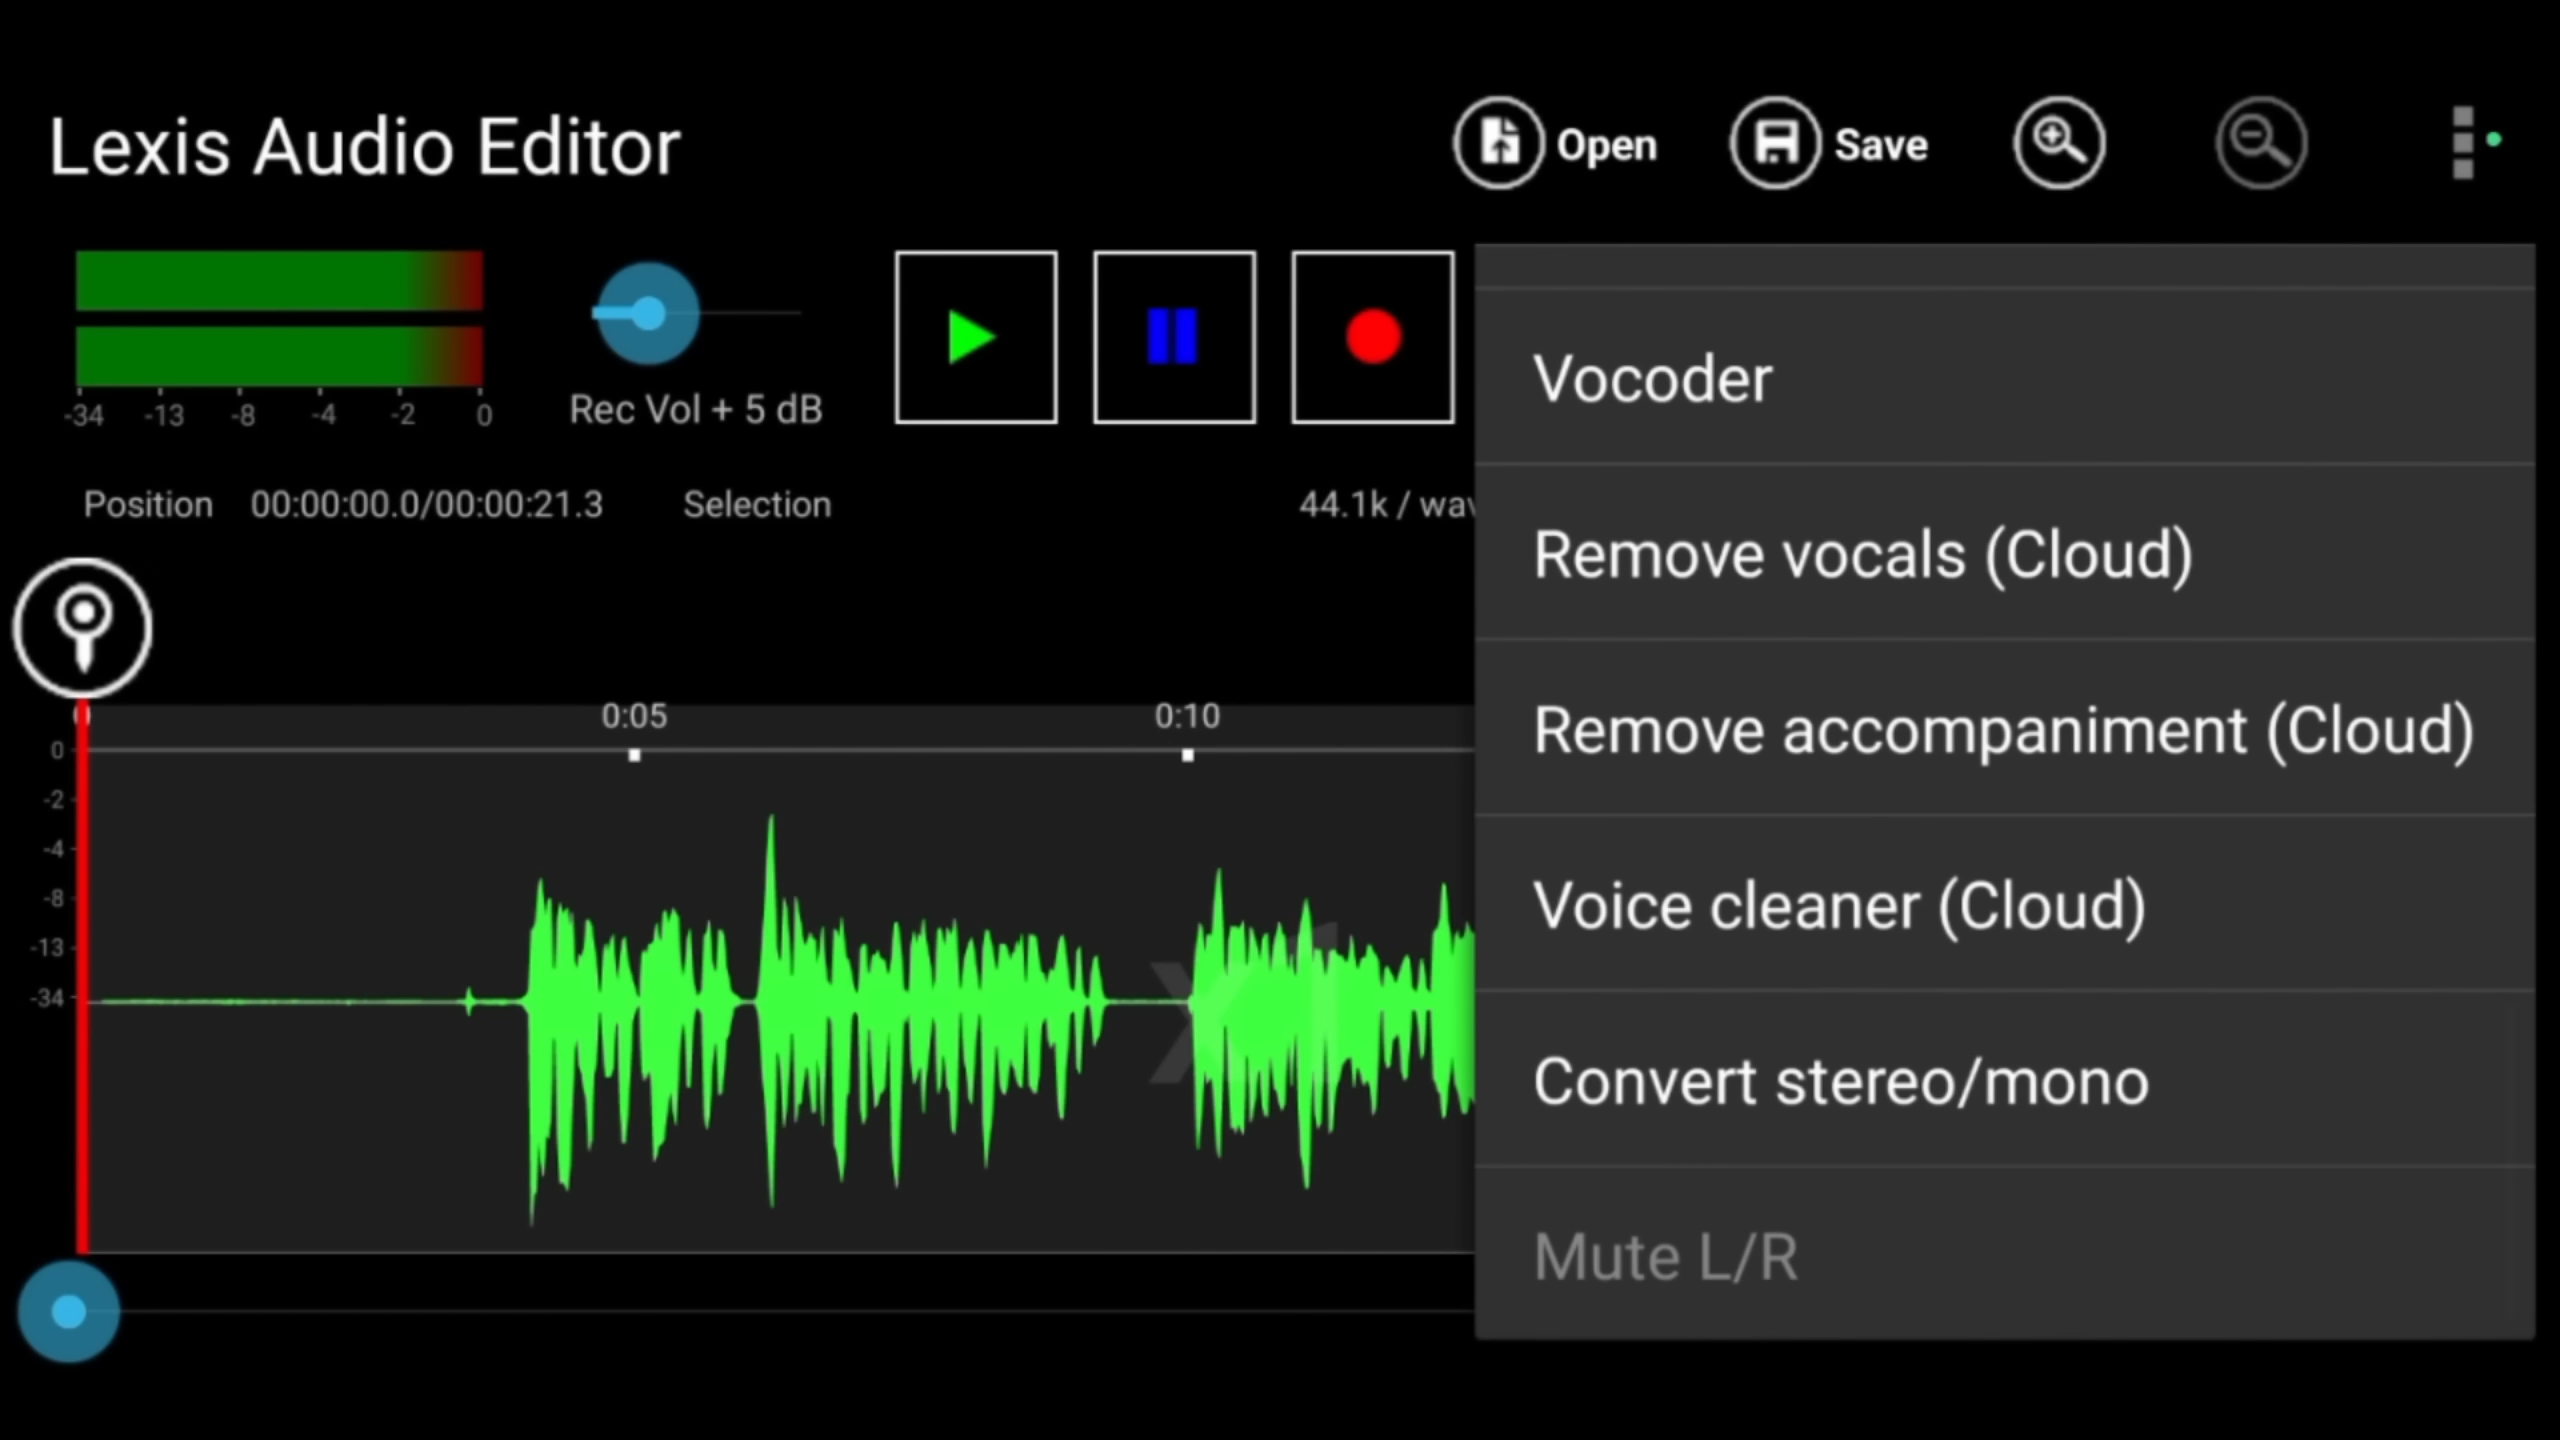 Lexis Audio Editor
Open
Save
-34 -13 -8 -4 -2 0
Rec Vol + 5 dB
Position 00:00:00.0/00:00:21.3 Selection 44.1k / wav
0 0:05 0:10
0
-2
-4
-8
-13
-34
x1
Vocoder
Remove vocals (Cloud)
Remove accompaniment (Cloud)
Voice cleaner (Cloud)
Convert stereo/mono
Mute L/R